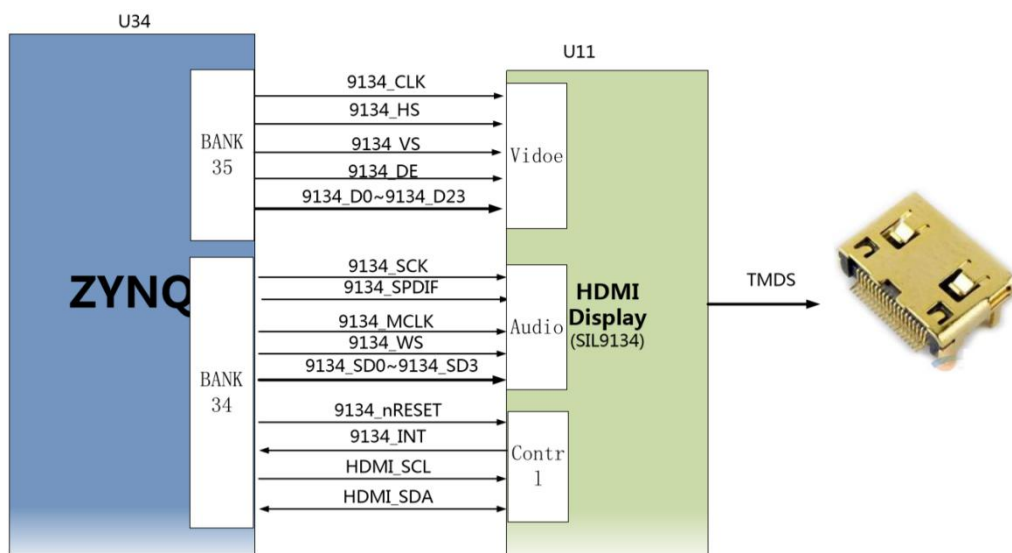 U34
U11
BANK
35
9134_CLK
9134_HS
9134_VS
9134_DE
9134_D0~9134_D23
Vidoe
ZYNQ
BANK
34
9134_SCK
9134_SPDIF
9134_MCLK
9134_WS
9134_SD0~9134_SD3
Audio
HDMI
Display
(SIL9134)
TMDS
9134_nRESET
9134_INT
HDMI_SCL
HDMI_SDA
Contr
l